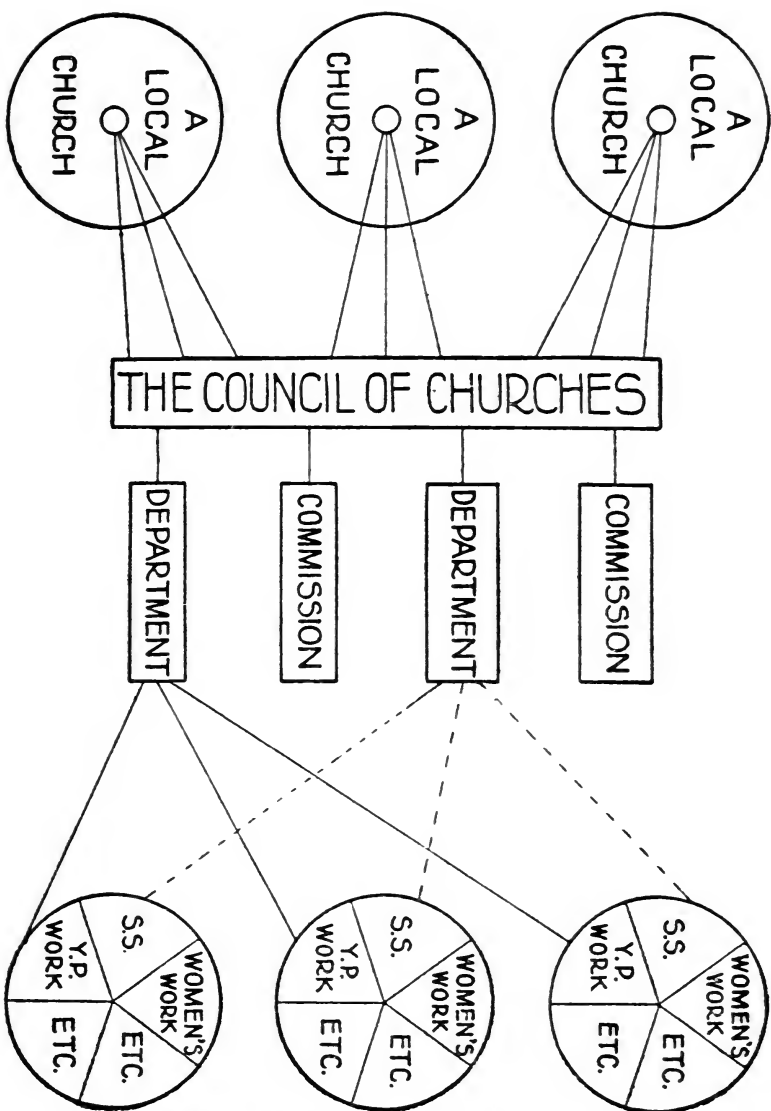 A
LOCAL
CHURCH
A
LOCAL
CHURCH
A
LOCAL
CHURCH
THE COUNCIL OF CHURCHES
DEPARTMENT
COMMISSION
DEPARTMENT
COMMISSION
WOMEN'S
WORK
S.S.
Y.P.
WORK
ETC.
ETC.
WOMEN'S
WORK
S.S.
Y.P.
WORK
ETC.
ETC.
WOMEN'S
WORK
S.S.
Y.P.
WORK
ETC.
ETC.